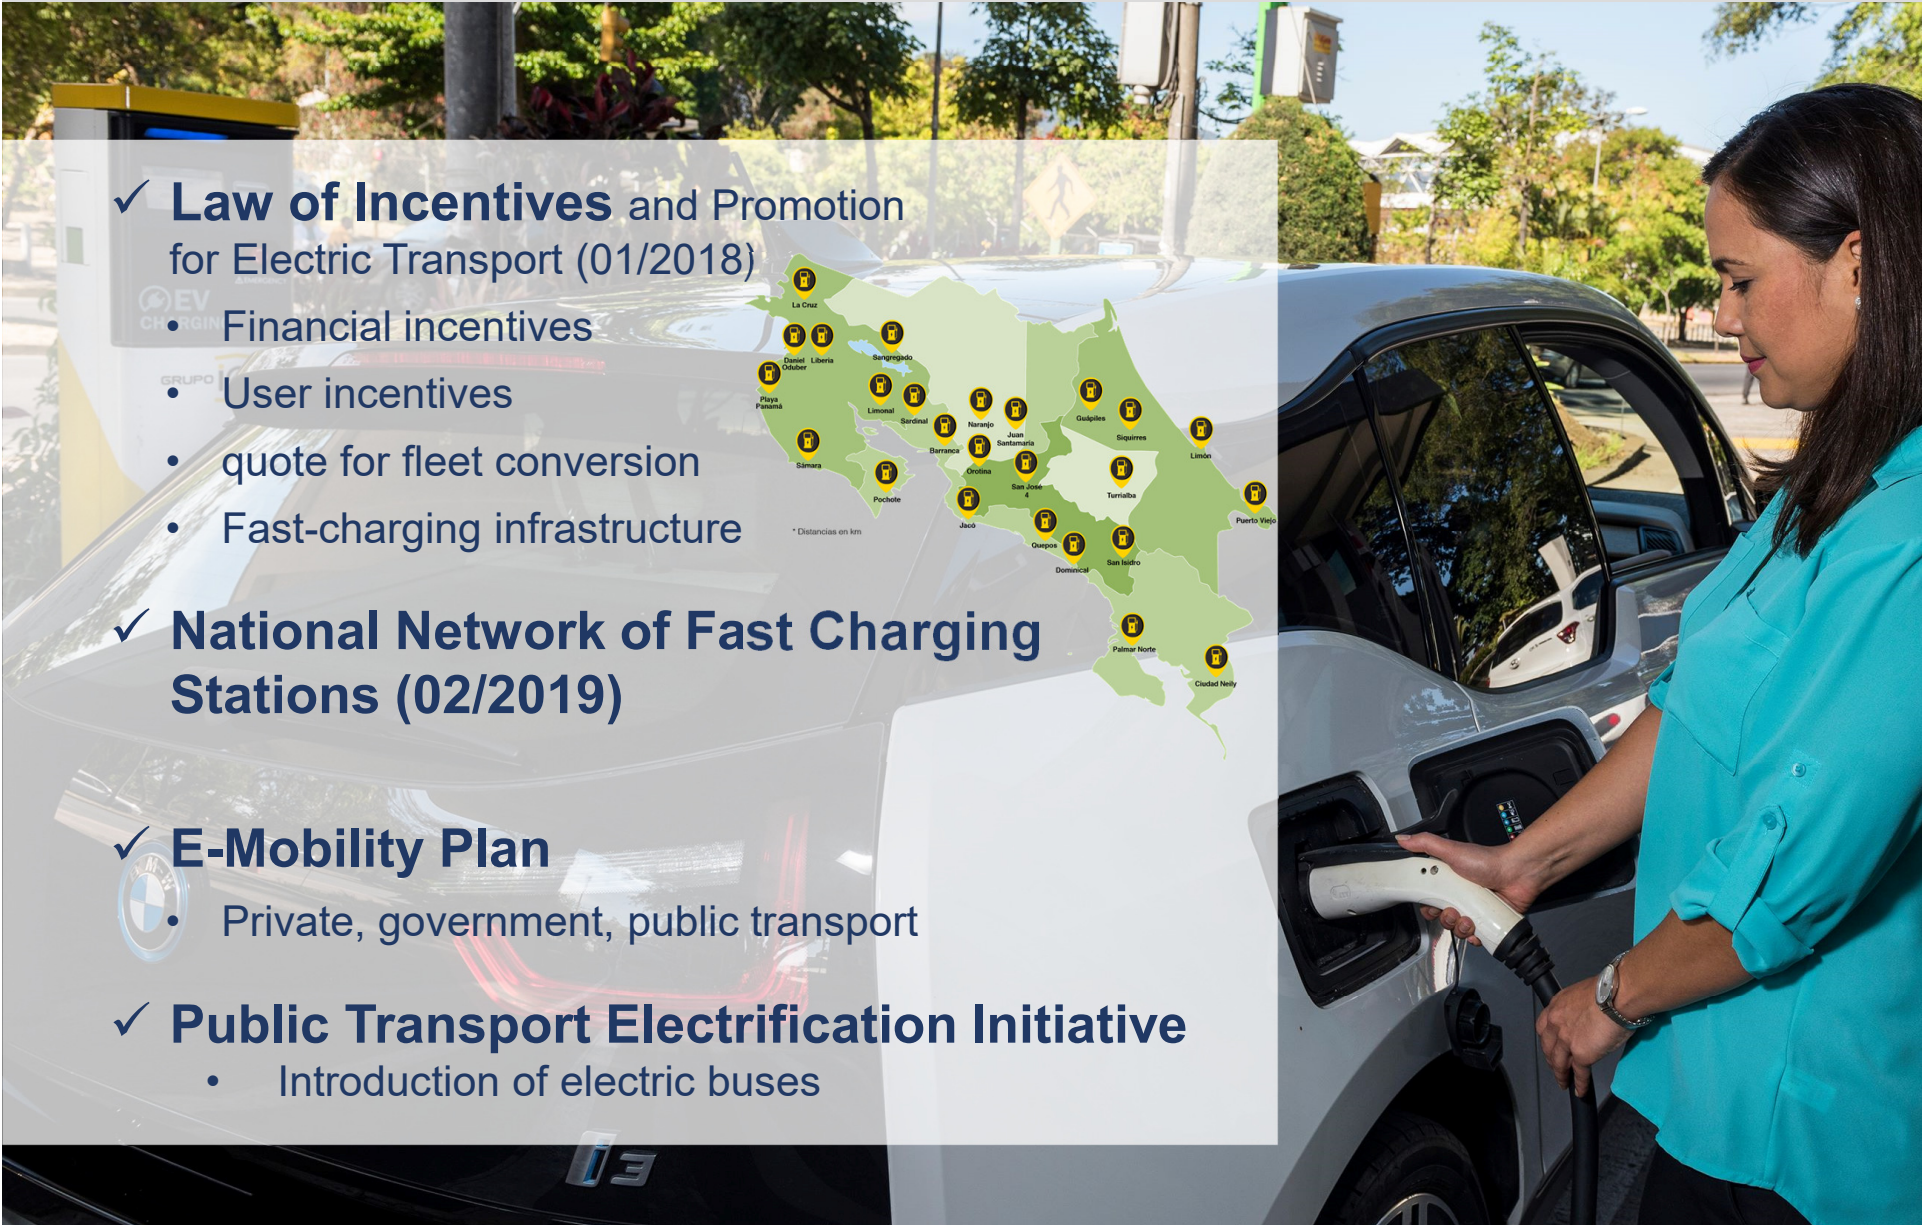 ✓ Law of Incentives and Promotion
for Electric Transport (01/2018)
• Financial incentives
• User incentives
• quote for fleet conversion
• Fast-charging infrastructure
✓ National Network of Fast Charging
Stations (02/2019)
✓ E-Mobility Plan
• Private, government, public transport
✓ Public Transport Electrification Initiative
• Introduction of electric buses
La Cruz
Daniel
Oduber
Liberia
Sangregado
Playa
Panamá
Limonal
Sardinal
Naranjo
Juan
Santamaría
Guápiles
Siquirres
Limón
Barranca
Orotina
Sámara
Pochote
San José
4
Turrialba
Jacó
Puerto Viejo
Quepos
Dominical
San Isidro
Palmar Norte
Ciudad Neily
* Distancias en km
EV
CHARGING
GRUPO
BMW
i3